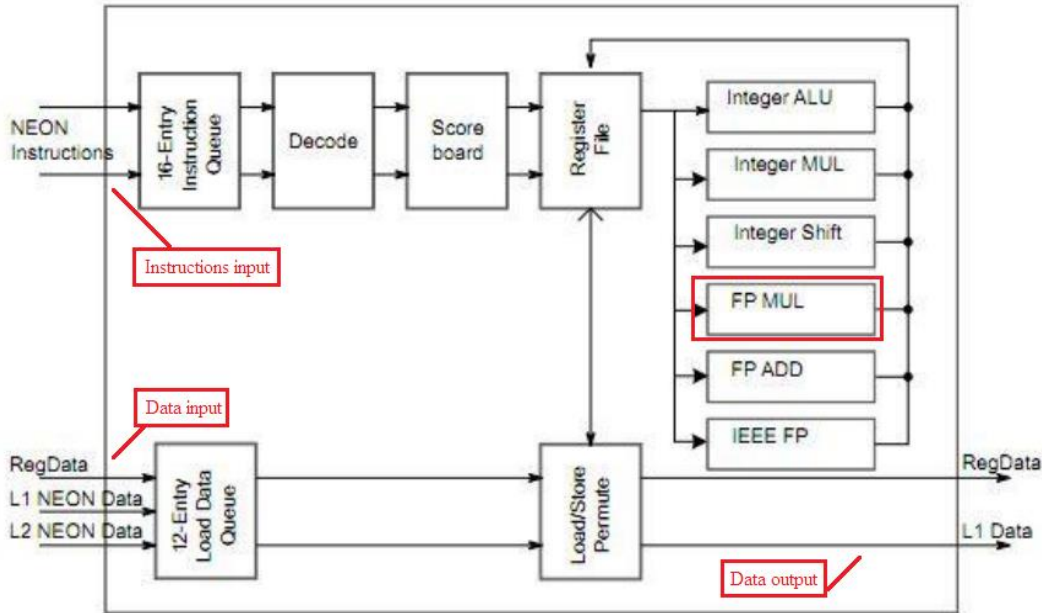 NEON
Instructions
16-Entry
Instruction
Queue
Decode
Score
board
Register
File
Integer ALU
Integer MUL
Integer Shift
FP MUL
FP ADD
IEEE FP
Instructions input
Data input
RegData
L1 NEON Data
L2 NEON Data
12-Entry
Load Data
Queue
Load/Store
Permute
RegData
L1 Data
Data output